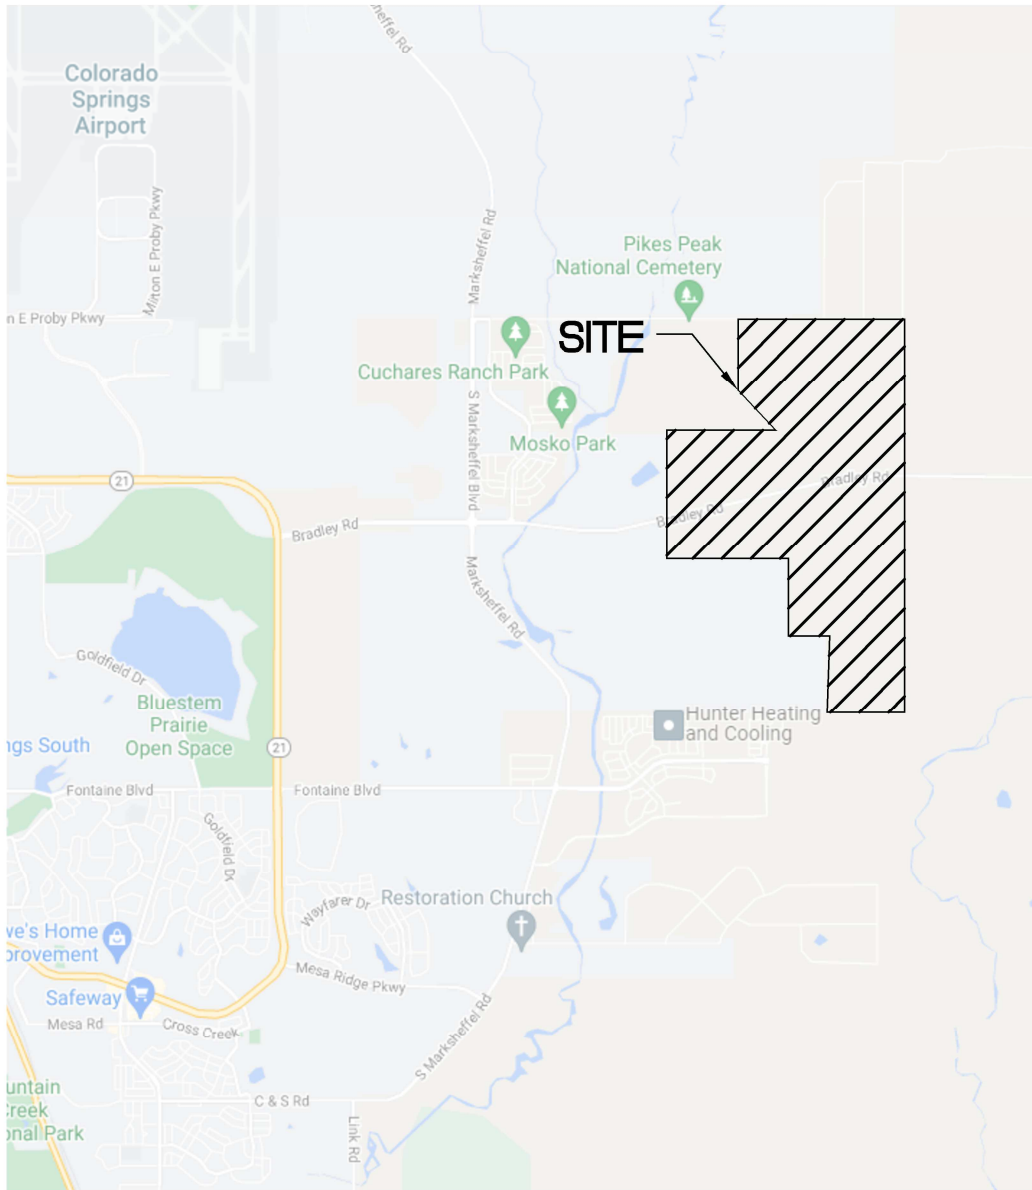 Marksheffel Rd
Colorado
Springs
Airport
Milton E Proby Pkwy
Marksheffel Rd
Pikes Peak
National Cemetery
n E Proby Pkwy
SITE
Cuchares Ranch Park
S Marksheffel Blvd
Mosko Park
21
Bradley Rd
Bradley Rd
Bradley Rd
Marksheffel Rd
Goldfield Dr
Bluestem
Prairie
Open Space
Hunter Heating
and Cooling
ngs South
21
Fontaine Blvd
Fontaine Blvd
Goldfield Dr
Restoration Church
Wayfarer Dr
we's Home
provement
Mesa Ridge Pkwy
Safeway
Mesa Rd
Cross Creek
S Marksheffel Rd
untain
Creek
onal Park
C & S Rd
Link Rd